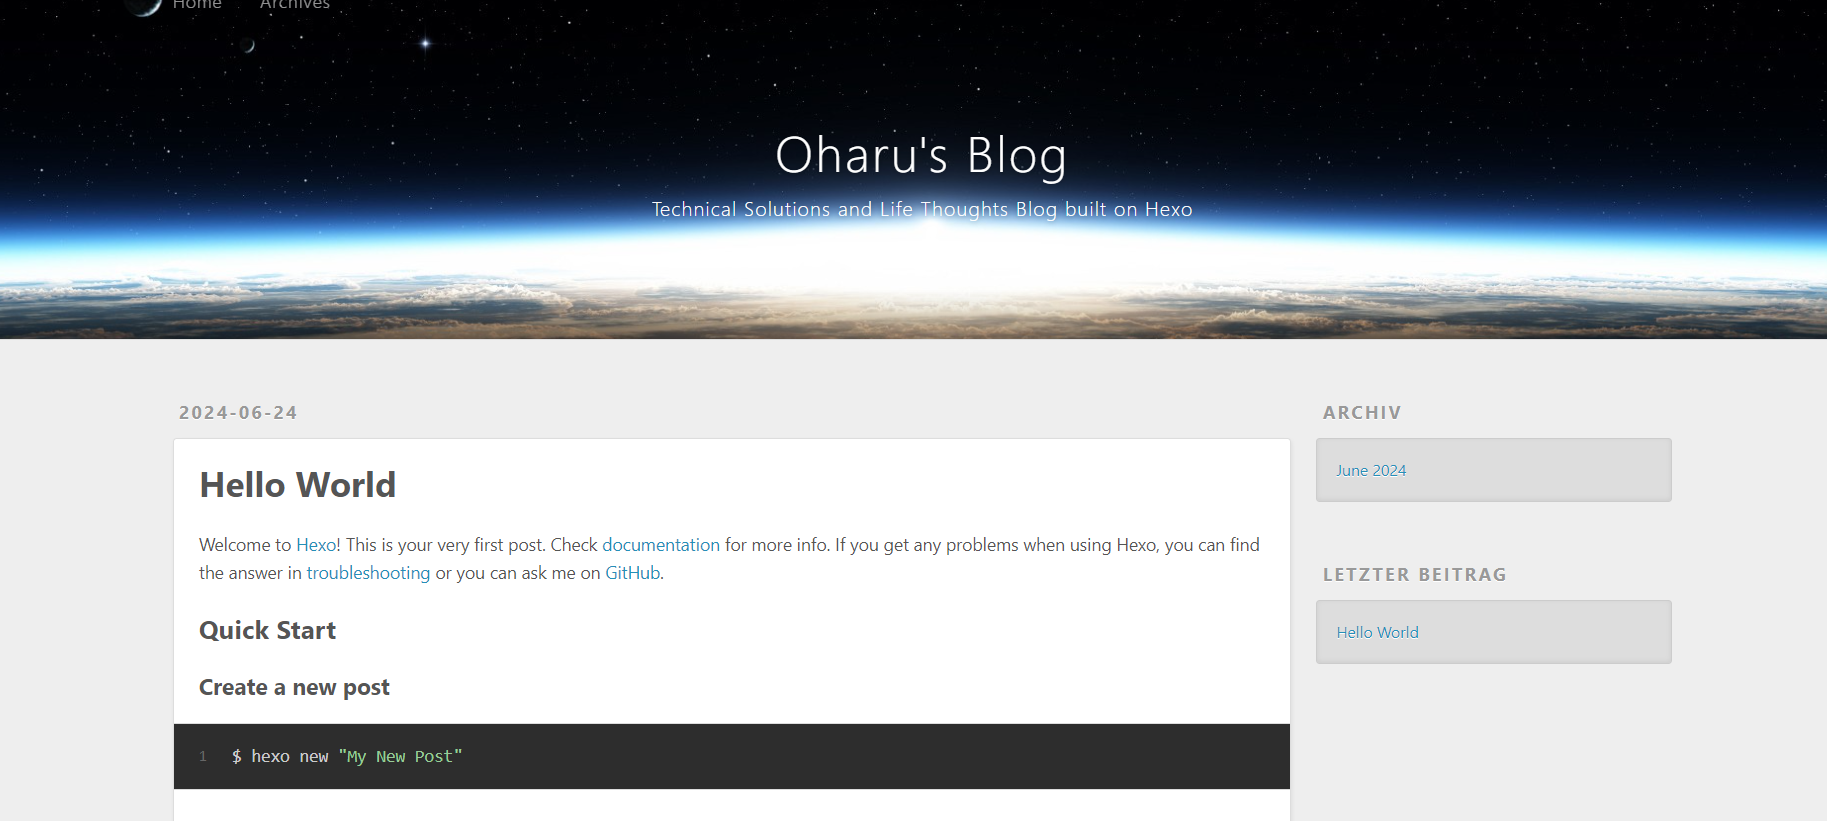 Home Archives
Oharu's Blog
Technical Solutions and Life Thoughts Blog built on Hexo
2024-06-24
Hello World
Welcome to Hexo! This is your very first post. Check documentation for more info. If you get any problems when using Hexo, you can find
the answer in troubleshooting or you can ask me on GitHub.
Quick Start
Create a new post
1 $ hexo new "My New Post"
ARCHIV
June 2024
LETZTER BEITRAG
Hello World